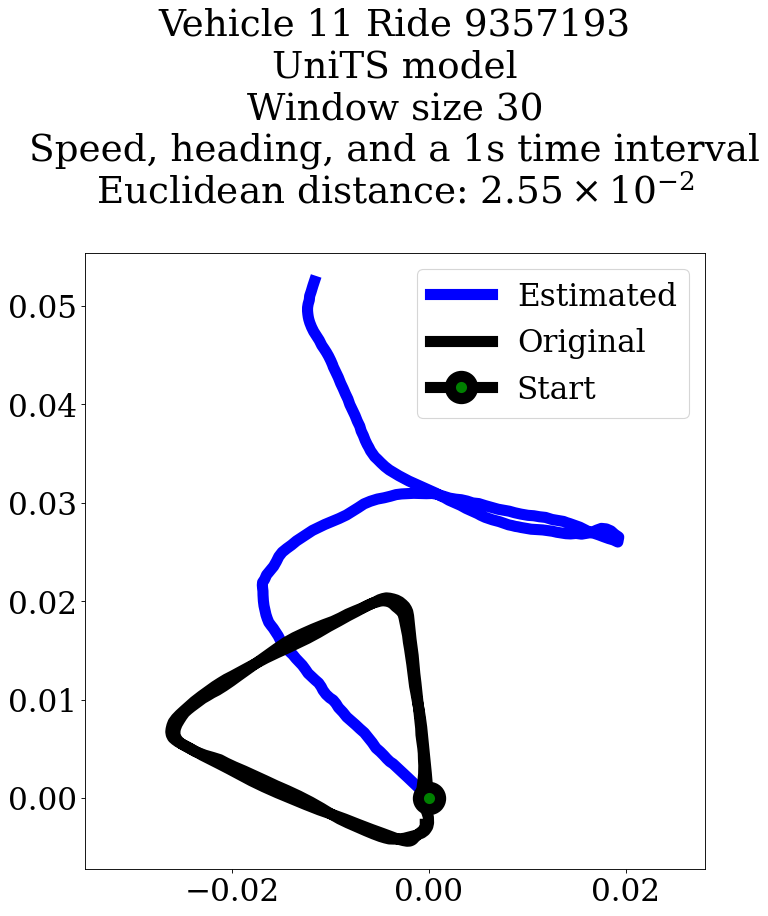 Vehicle 11 Ride 9357193
UniTS model
Window size 30
Speed, heading, and a 1s time interval
Euclidean distance: 2.55 × 10⁻²
Estimated
Original
Start
0.05
0.04
0.03
0.02
0.01
0.00
−0.02 0.00 0.02